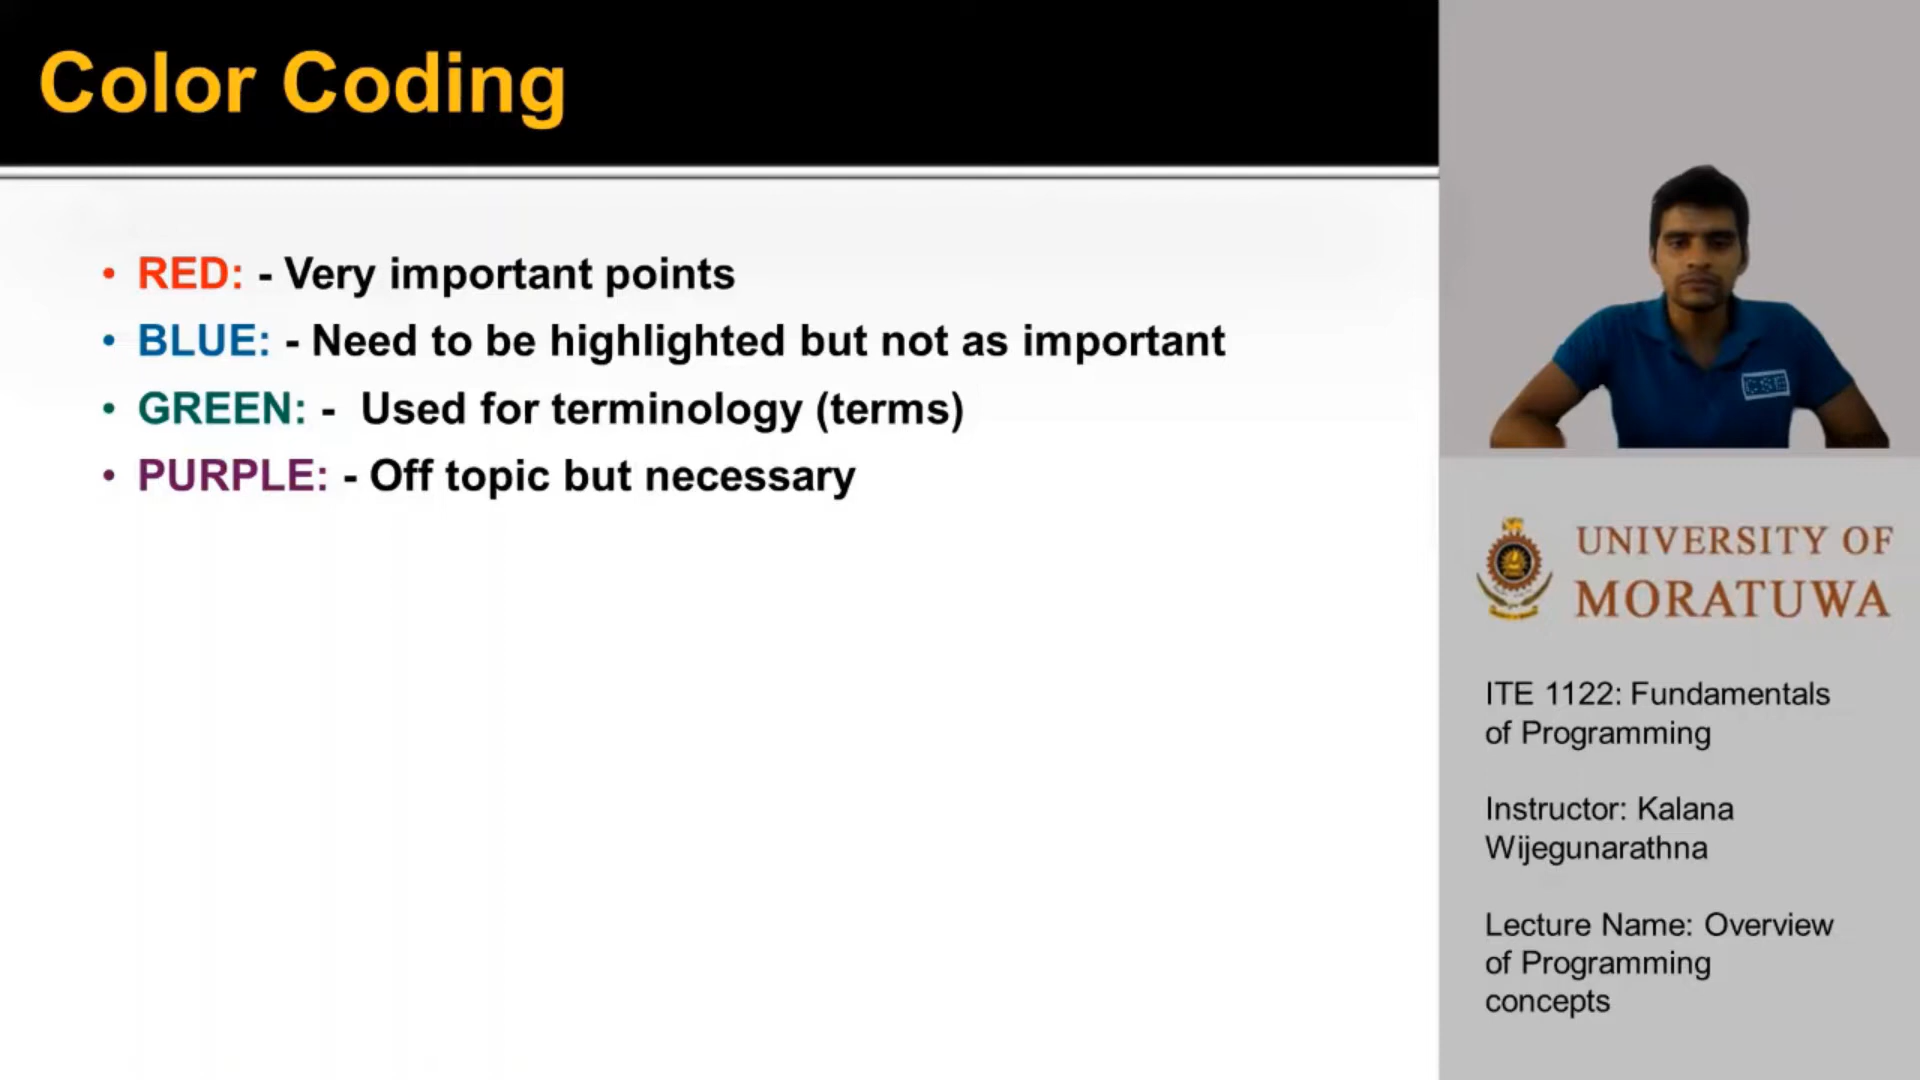 Color Coding
• RED: - Very important points
• BLUE: - Need to be highlighted but not as important
• GREEN: -  Used for terminology (terms)
• PURPLE: - Off topic but necessary
CSE
UNIVERSITY OF
MORATUWA
ITE 1122: Fundamentals
of Programming
Instructor: Kalana
Wijegunarathna
Lecture Name: Overview
of Programming
concepts